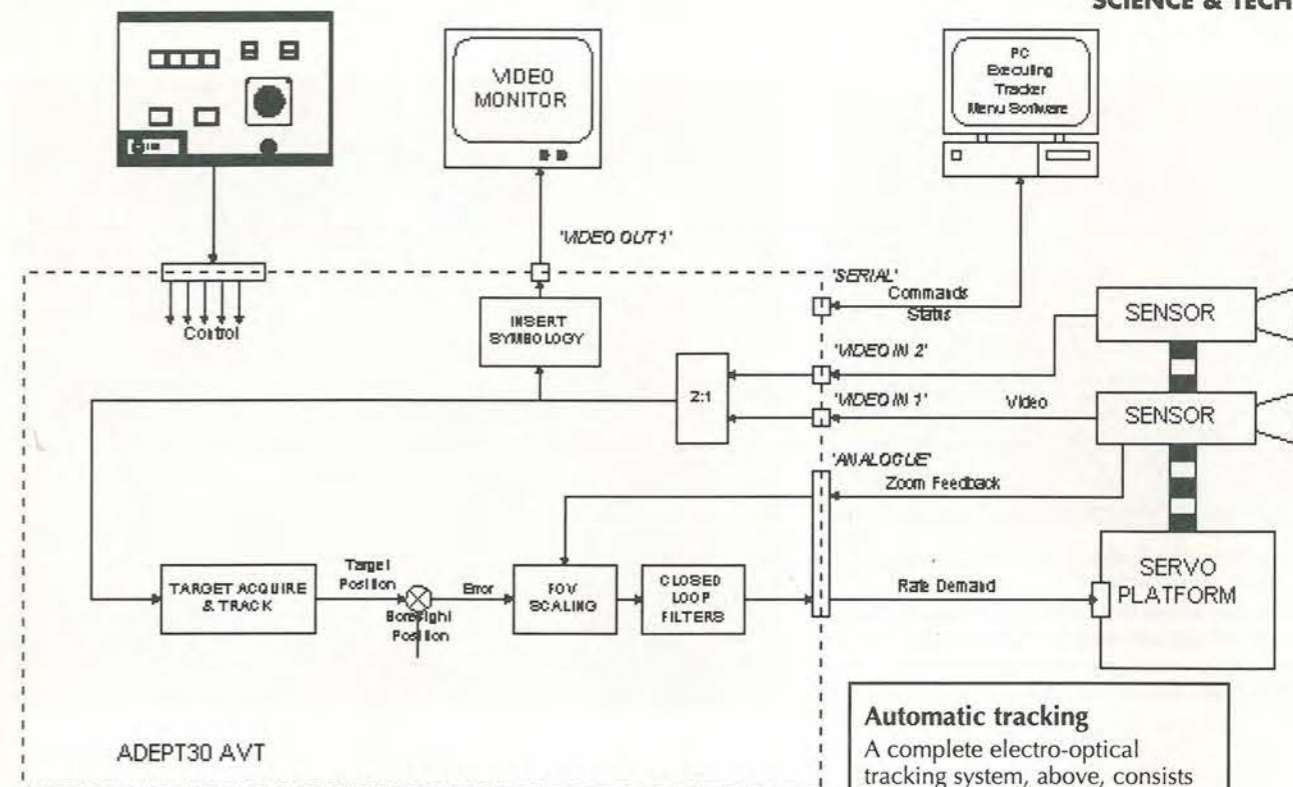 SCIENCE & TECH
VIDEO
MONITOR
PC
Executing
Tracker
Menu Software
'VIDEO OUT 1'
Control
INSERT
SYMBOLOGY
'SERIAL'
Commands
Status
SENSOR
'VIDEO IN 2'
2:1
'VIDEO IN 1'
Video
SENSOR
'ANALOGUE'
Zoom Feedback
TARGET ACQUIRE
& TRACK
Target
Position
Boresight
Position
Error
FOV
SCALING
CLOSED
LOOP
FILTERS
Rate Demand
SERVO
PLATFORM
ADEPT30 AVT
Automatic tracking
A complete electro-optical
tracking system, above, consists